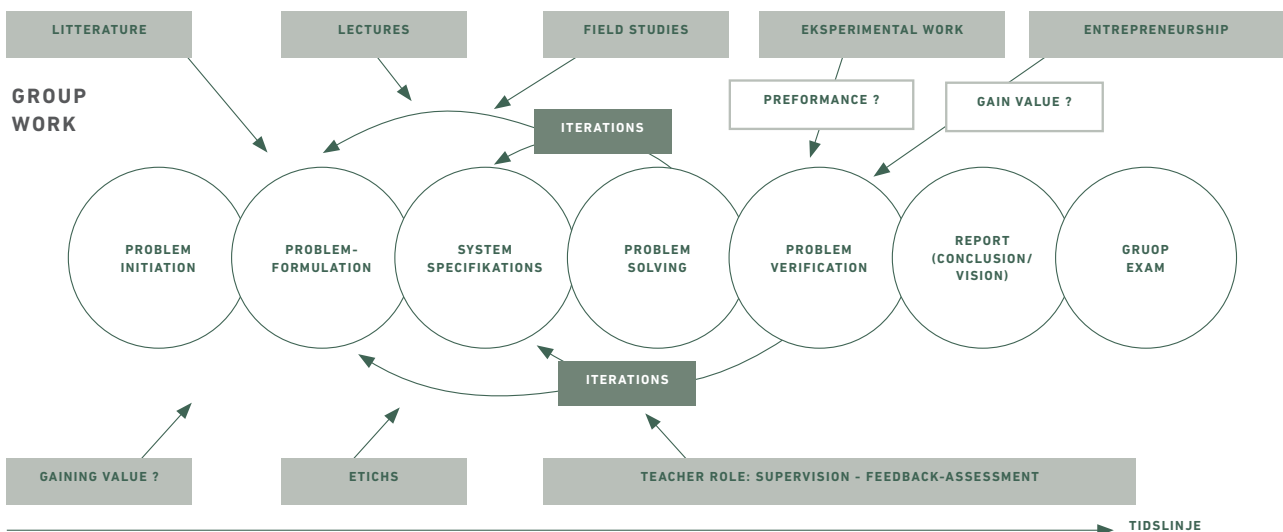 LITTERATURE
LECTURES
FIELD STUDIES
EKSPERIMENTAL WORK
ENTREPRENEURSHIP
GROUP
WORK
PREFORMANCE ?
GAIN VALUE ?
ITERATIONS
PROBLEM
INITIATION
PROBLEM-
FORMULATION
SYSTEM
SPECIFIKATIONS
PROBLEM
SOLVING
PROBLEM
VERIFICATION
REPORT
(CONCLUSION/
VISION)
GRUOP
EXAM
ITERATIONS
GAINING VALUE ?
ETICHS
TEACHER ROLE: SUPERVISION - FEEDBACK-ASSESSMENT
TIDSLINJE